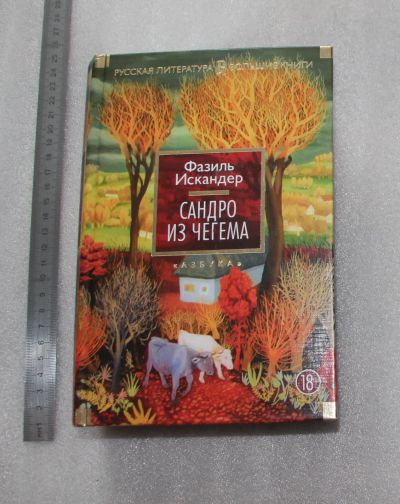 РУССКАЯ ЛИТЕРАТУРА БОЛЬШИЕ КНИГИ
Фазиль
Искандер
САНДРО
ИЗ ЧЕГЕМА
«АЗБУКА»
18+